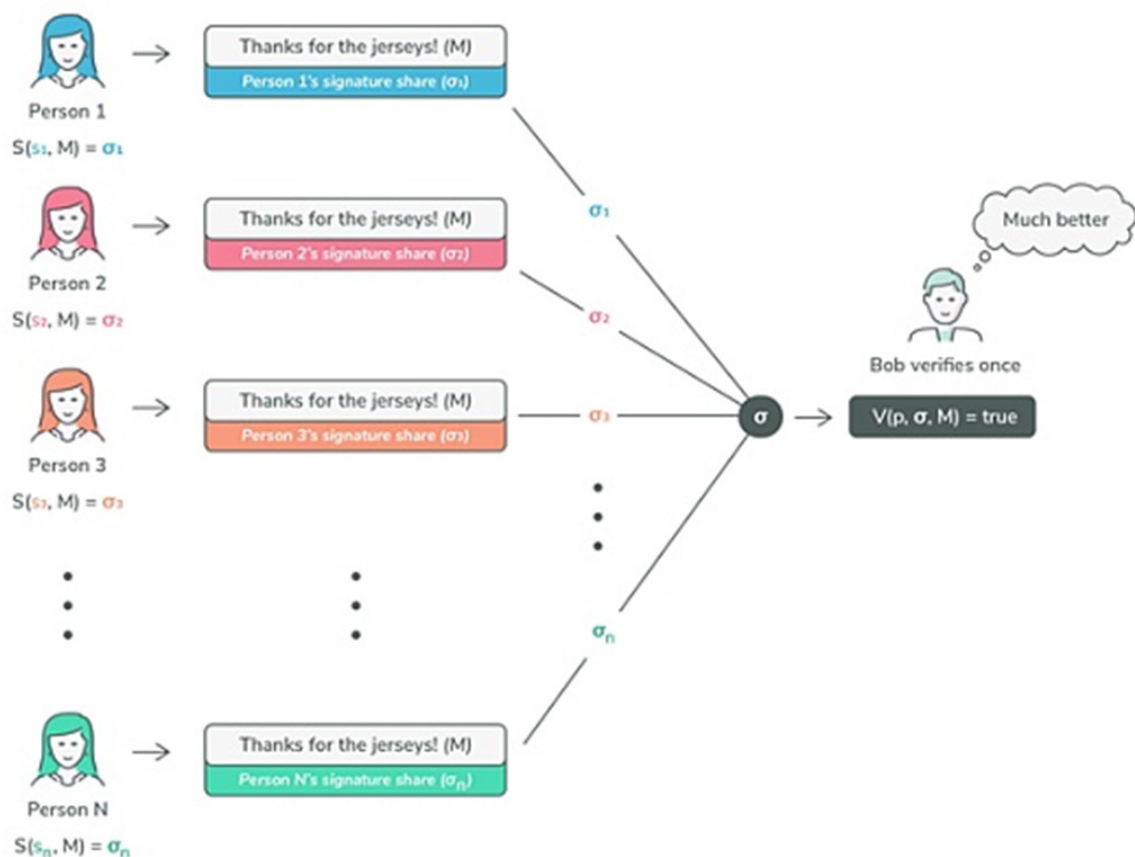 Thanks for the jerseys! (M)
Person 1's signature share (σ₁)
Person 1
S(s₁, M) = σ₁
σ₁
Thanks for the jerseys! (M)
Person 2's signature share (σ₂)
Person 2
S(s₂, M) = σ₂
σ₂
Much better
Bob verifies once
V(p, σ, M) = true
σ
Thanks for the jerseys! (M)
Person 3's signature share (σ₃)
Person 3
S(s₃, M) = σ₃
σ₃
σₙ
Thanks for the jerseys! (M)
Person N's signature share (σₙ)
Person N
S(sₙ, M) = σₙ